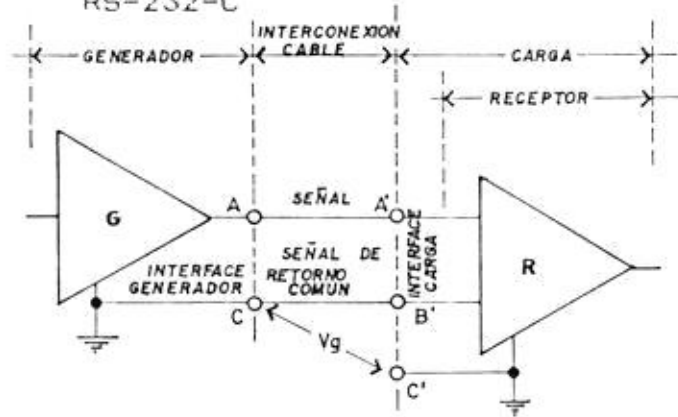 RS-232-C
GENERADOR
INTERCONEXION
CABLE
CARGA
RECEPTOR
G
A
SEÑAL
A'
R
INTERFACE
GENERADOR
SEÑAL DE
RETORNO
COMUN
INTERFACE
CARGA
C
B'
Vg
C'